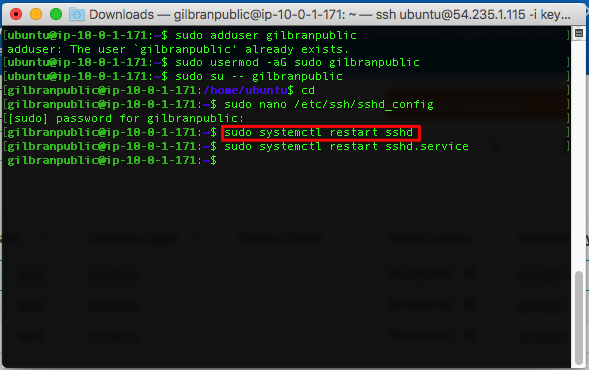 Downloads — gilbranpublic@ip-10-0-1-171: ~ — ssh ubuntu@54.235.1.115 -i key...
[ubuntu@ip-10-0-1-171:~$ sudo adduser gilbranpublic ]
adduser: The user `gilbranpublic' already exists.
[ubuntu@ip-10-0-1-171:~$ sudo usermod -aG sudo gilbranpublic ]
[ubuntu@ip-10-0-1-171:~$ sudo su -- gilbranpublic ]
[gilbranpublic@ip-10-0-1-171:/home/ubuntu$ cd ]
[gilbranpublic@ip-10-0-1-171:~$ sudo nano /etc/ssh/sshd_config ]
[[sudo] password for gilbranpublic: ]
[gilbranpublic@ip-10-0-1-171:~$ sudo systemctl restart sshd ]
[gilbranpublic@ip-10-0-1-171:~$ sudo systemctl restart sshd.service ]
gilbranpublic@ip-10-0-1-171:~$